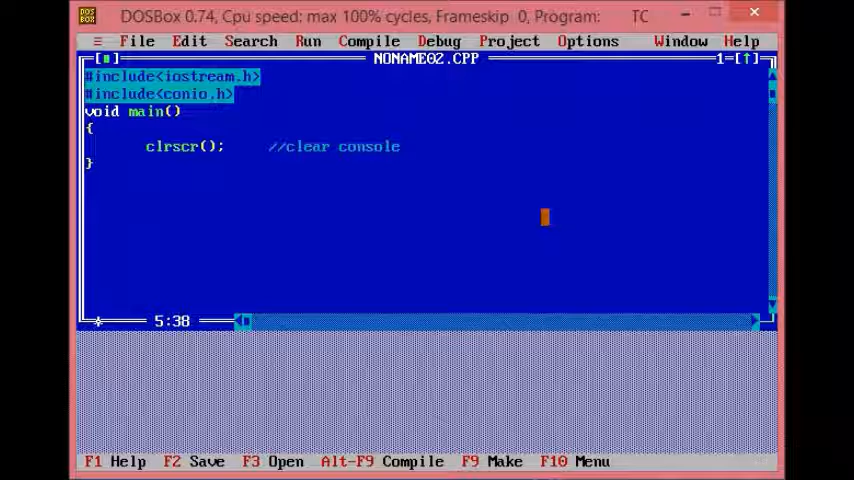 DOSBox 0.74, Cpu speed: max 100% cycles, Frameskip 0, Program: TC
≡ File Edit Search Run Compile Debug Project Options Window Help
[■] NONAME02.CPP 1=[↑]
#include<iostream.h>
#include<conio.h>
void main()
{
clrscr(); //clear console
}
* 5:38
F1 Help F2 Save F3 Open Alt-F9 Compile F9 Make F10 Menu